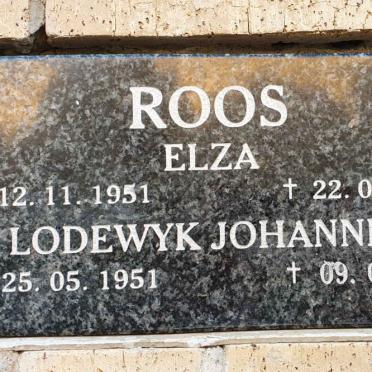 ROOS
ELZA
12. 11. 1951 † 22. 0
LODEWYK JOHANN
25. 05. 1951 † 09. 0